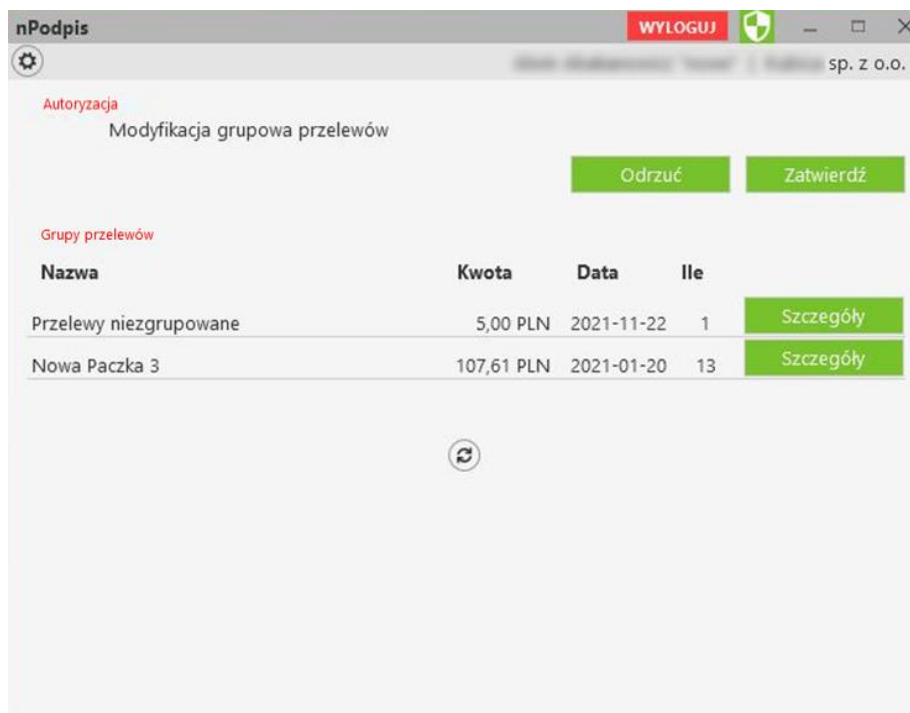 nPodpis WYLOGUJ
sp. z o.o.
Autoryzacja
Modyfikacja grupowa przelewów
Odrzuć Zatwierdź
Grupy przelewów
Nazwa Kwota Data Ile
Przelewy niezgrupowane 5,00 PLN 2021-11-22 1 Szczegóły
Nowa Paczka 3 107,61 PLN 2021-01-20 13 Szczegóły